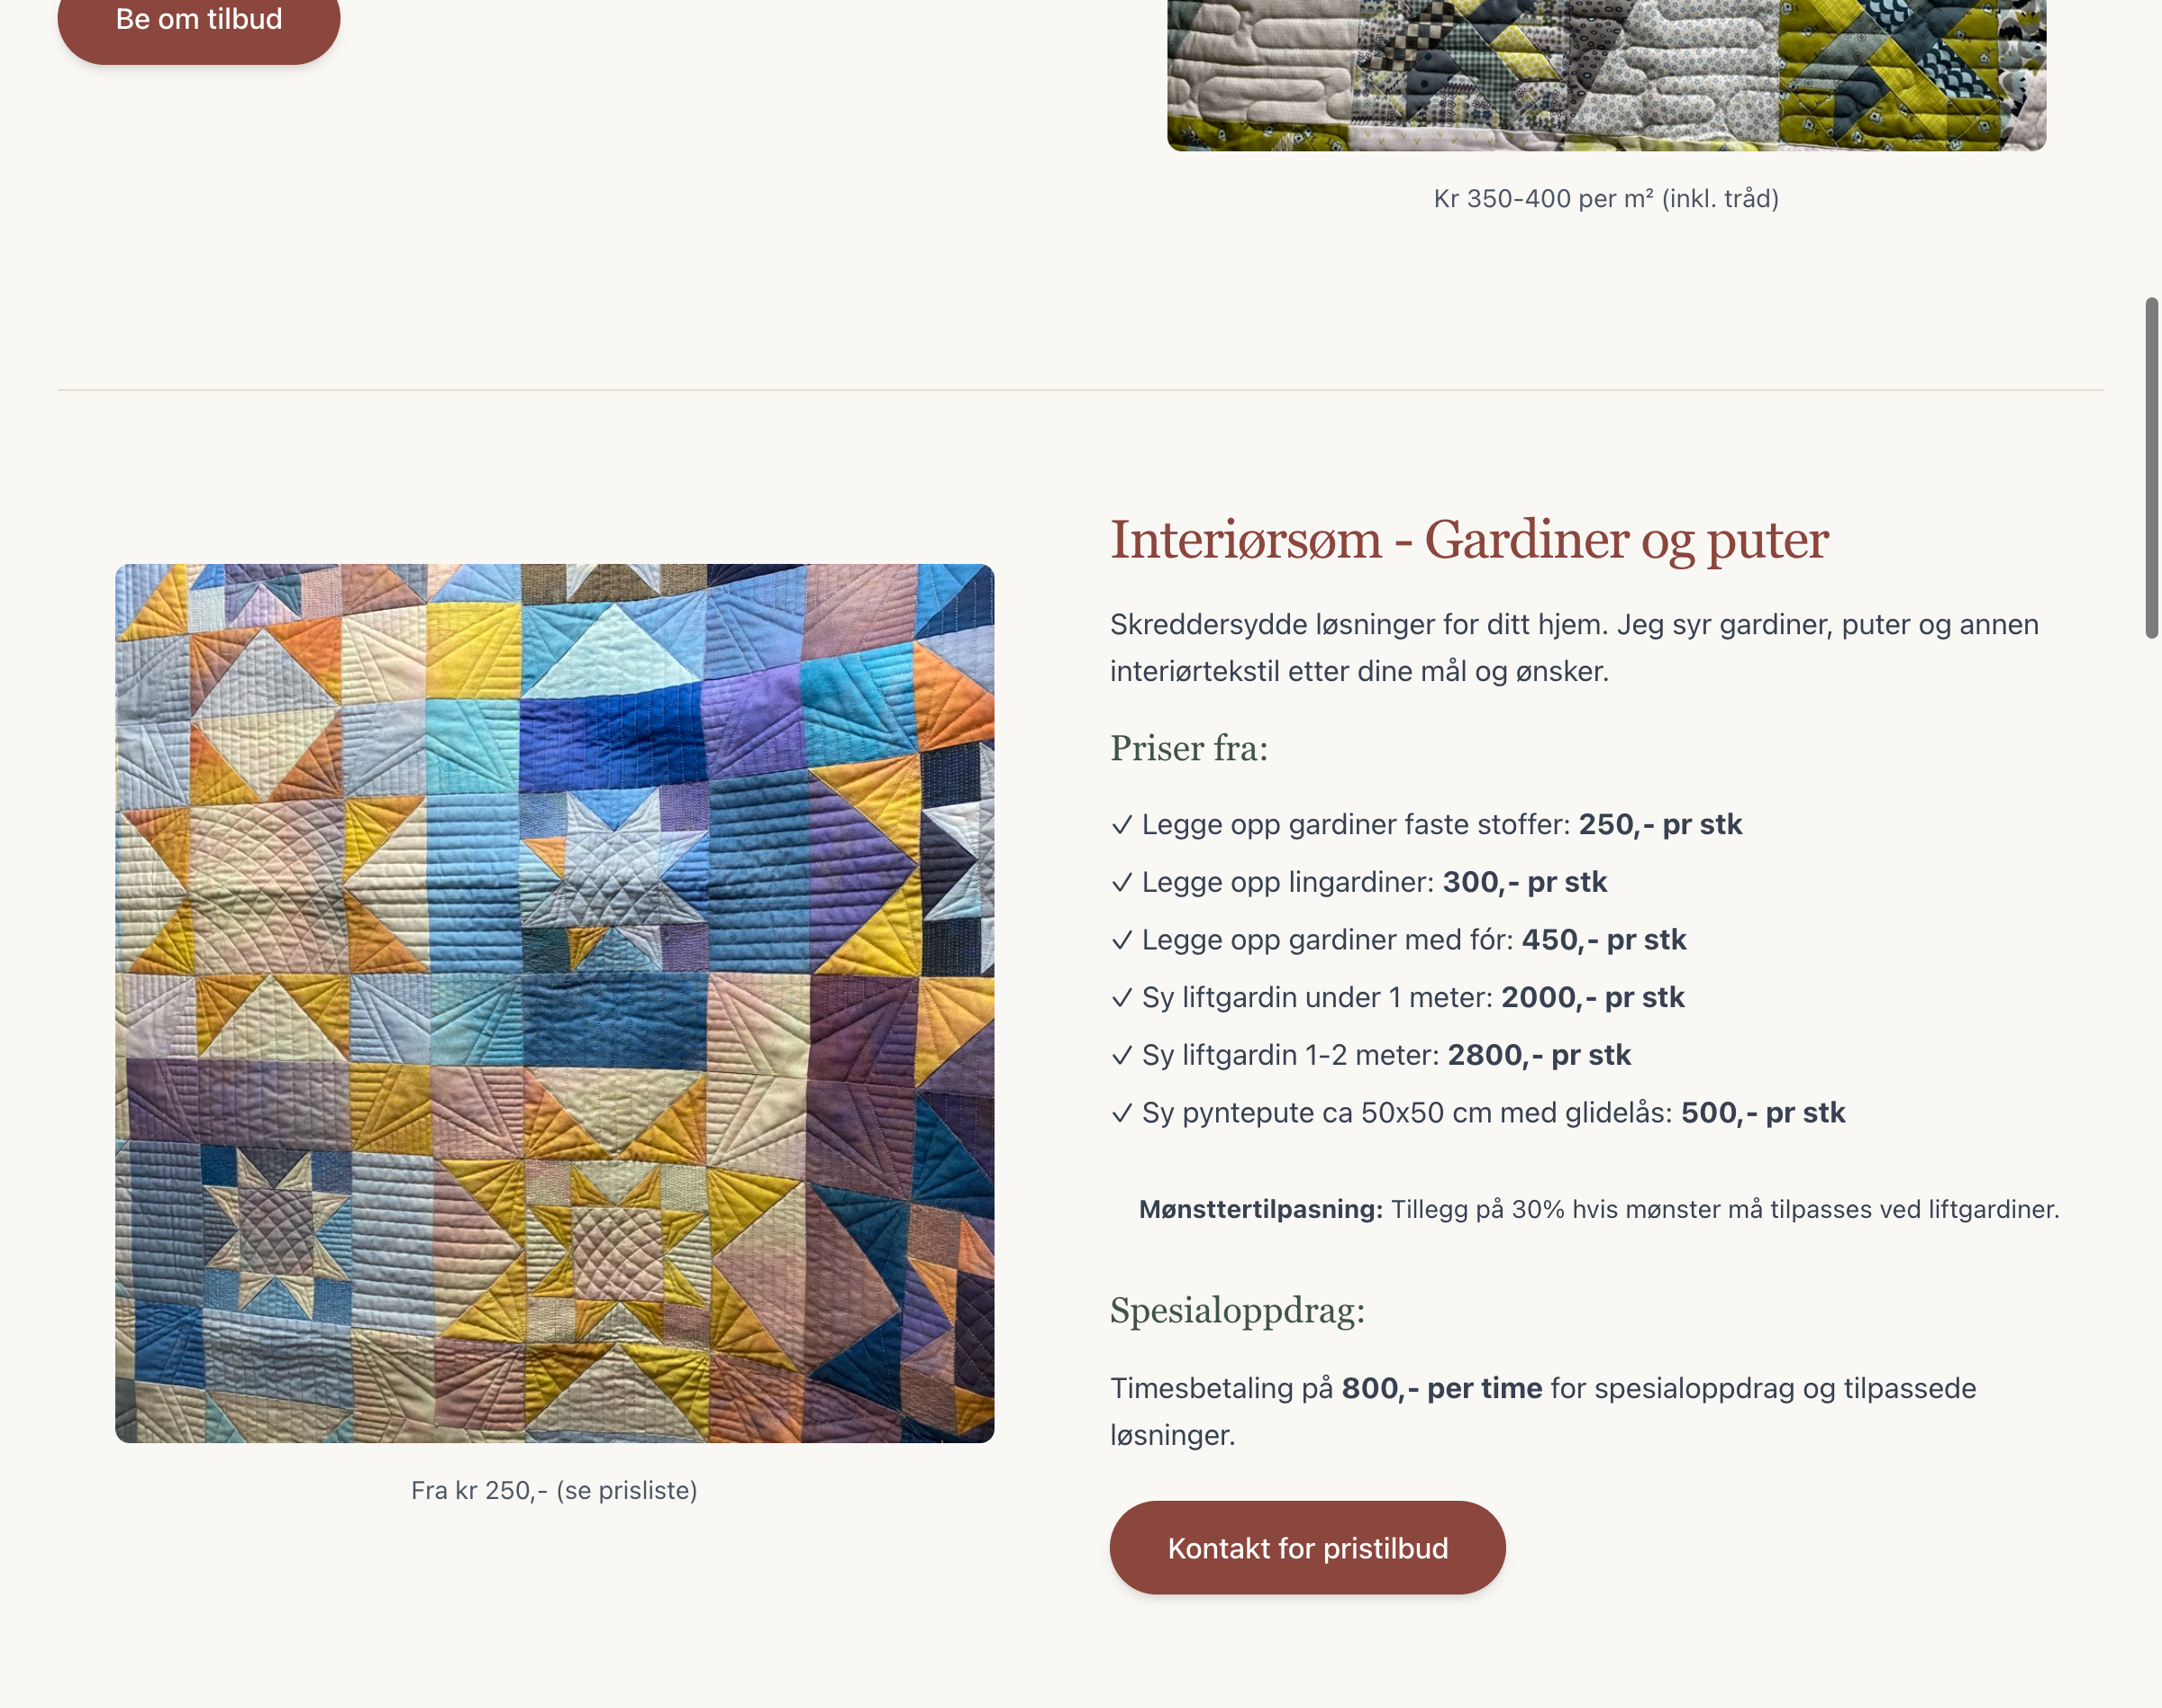 Be om tilbud
Kr 350-400 per m² (inkl. tråd)
Interiørsøm - Gardiner og puter
Skreddersydde løsninger for ditt hjem. Jeg syr gardiner, puter og annen
interiørtekstil etter dine mål og ønsker.
Priser fra:
✓ Legge opp gardiner faste stoffer: 250,- pr stk
✓ Legge opp lingardiner: 300,- pr stk
✓ Legge opp gardiner med fór: 450,- pr stk
✓ Sy liftgardin under 1 meter: 2000,- pr stk
✓ Sy liftgardin 1-2 meter: 2800,- pr stk
✓ Sy pyntepute ca 50x50 cm med glidelås: 500,- pr stk
Mønsttertilpasning: Tillegg på 30% hvis mønster må tilpasses ved liftgardiner.
Spesialoppdrag:
Timesbetaling på 800,- per time for spesialoppdrag og tilpassede
løsninger.
Fra kr 250,- (se prisliste)
Kontakt for pristilbud